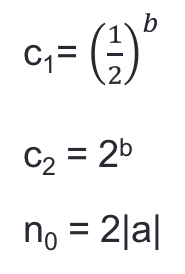 c₁= (1/2)ᵇ
c₂ = 2ᵇ
n₀ = 2|a|